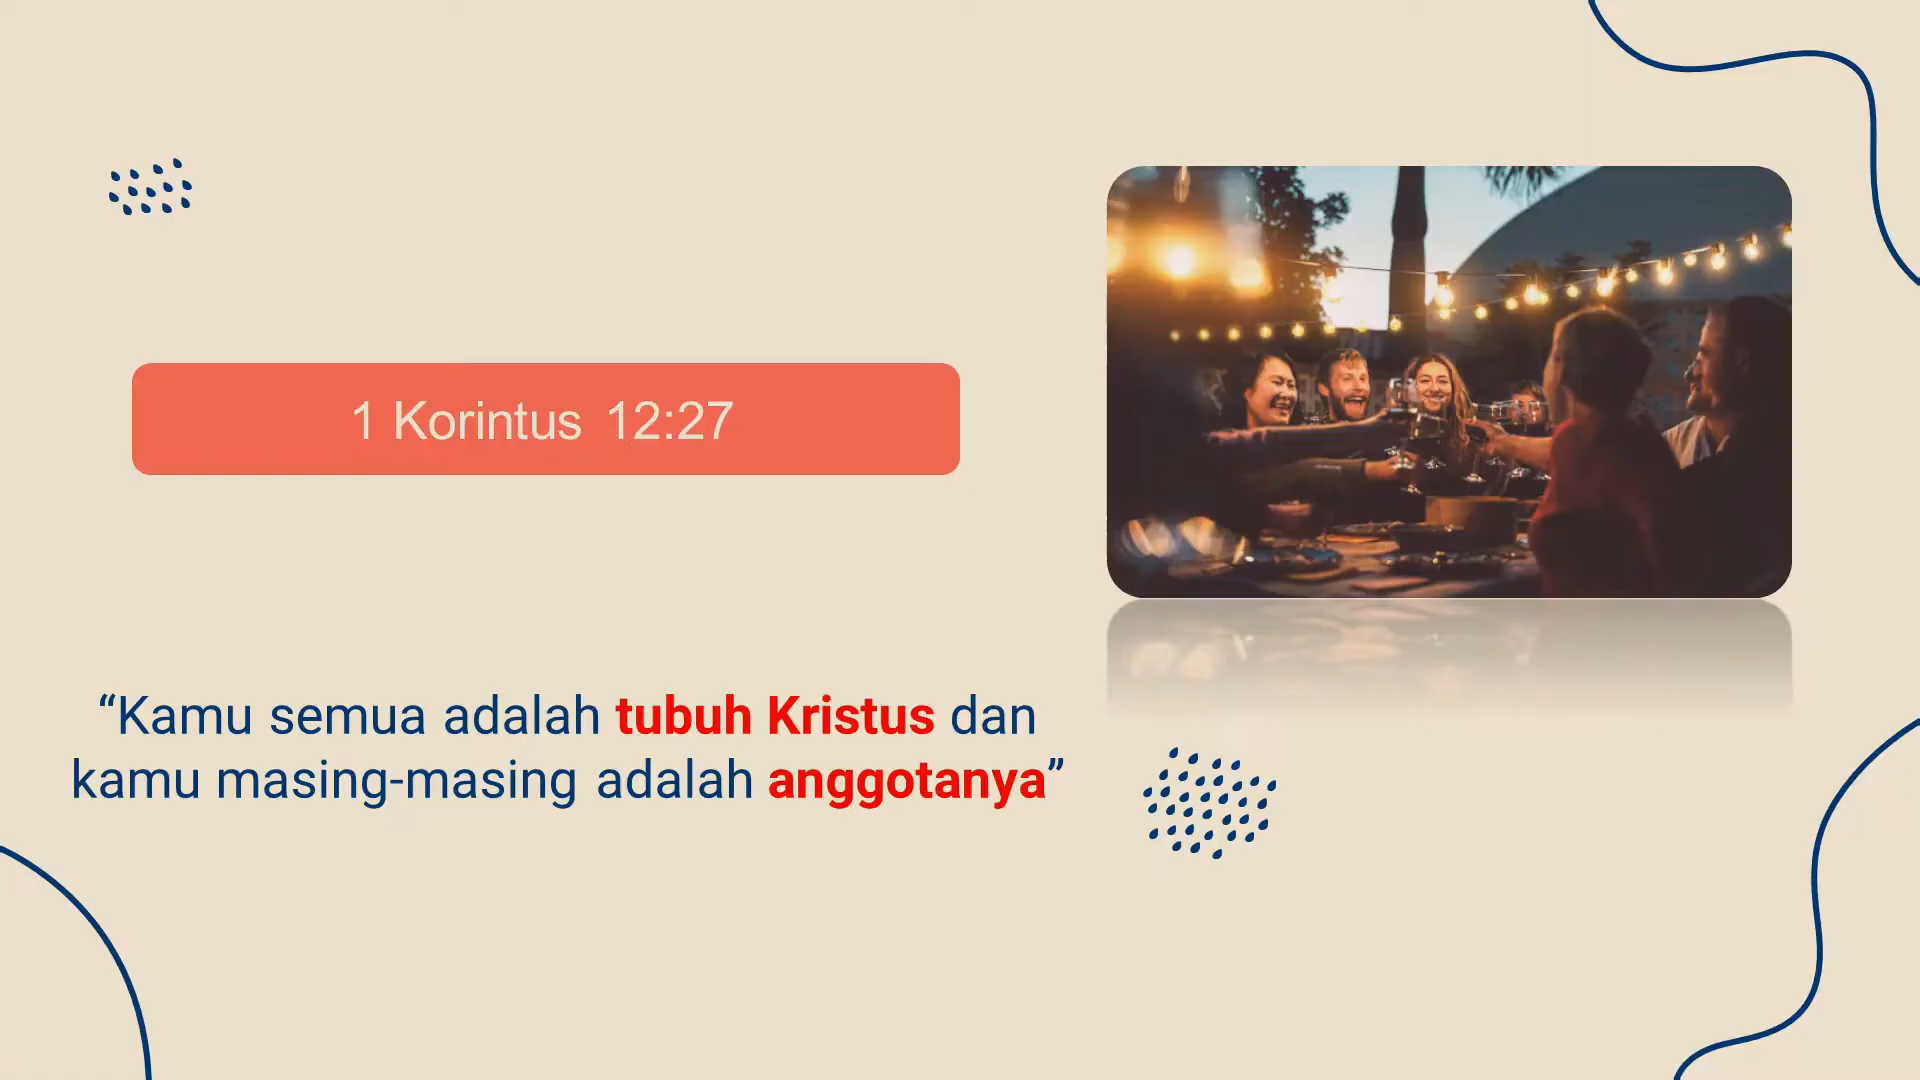 1 Korintus 12:27
“Kamu semua adalah tubuh Kristus dan
kamu masing-masing adalah anggotanya”